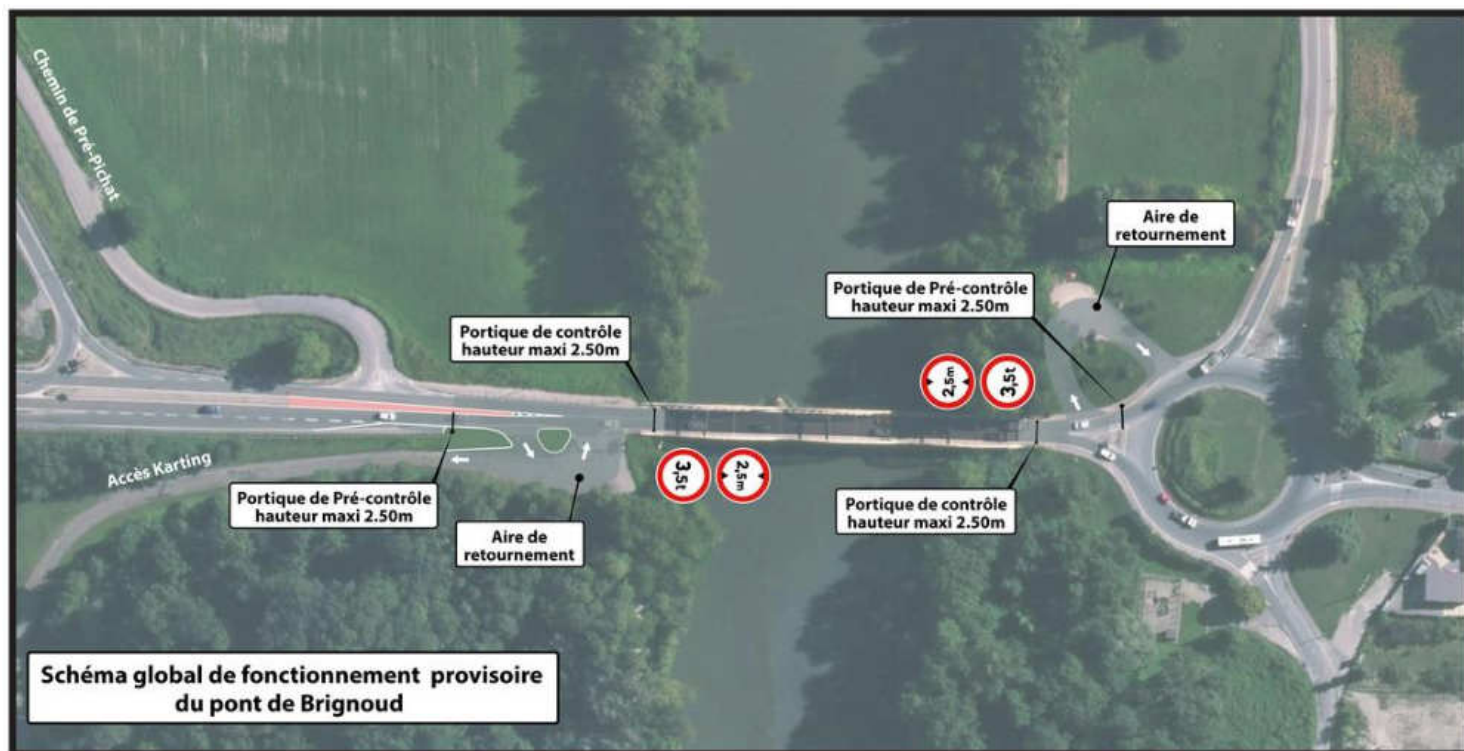 Chemin de Pré-Pichat
Aire de
retournement
Portique de Pré-contrôle
hauteur maxi 2.50m
Portique de contrôle
hauteur maxi 2.50m
2,5m
3,5t
Accès Karting
3,5t
2,5m
Portique de Pré-contrôle
hauteur maxi 2.50m
Portique de contrôle
hauteur maxi 2.50m
Aire de
retournement
Schéma global de fonctionnement provisoire
du pont de Brignoud